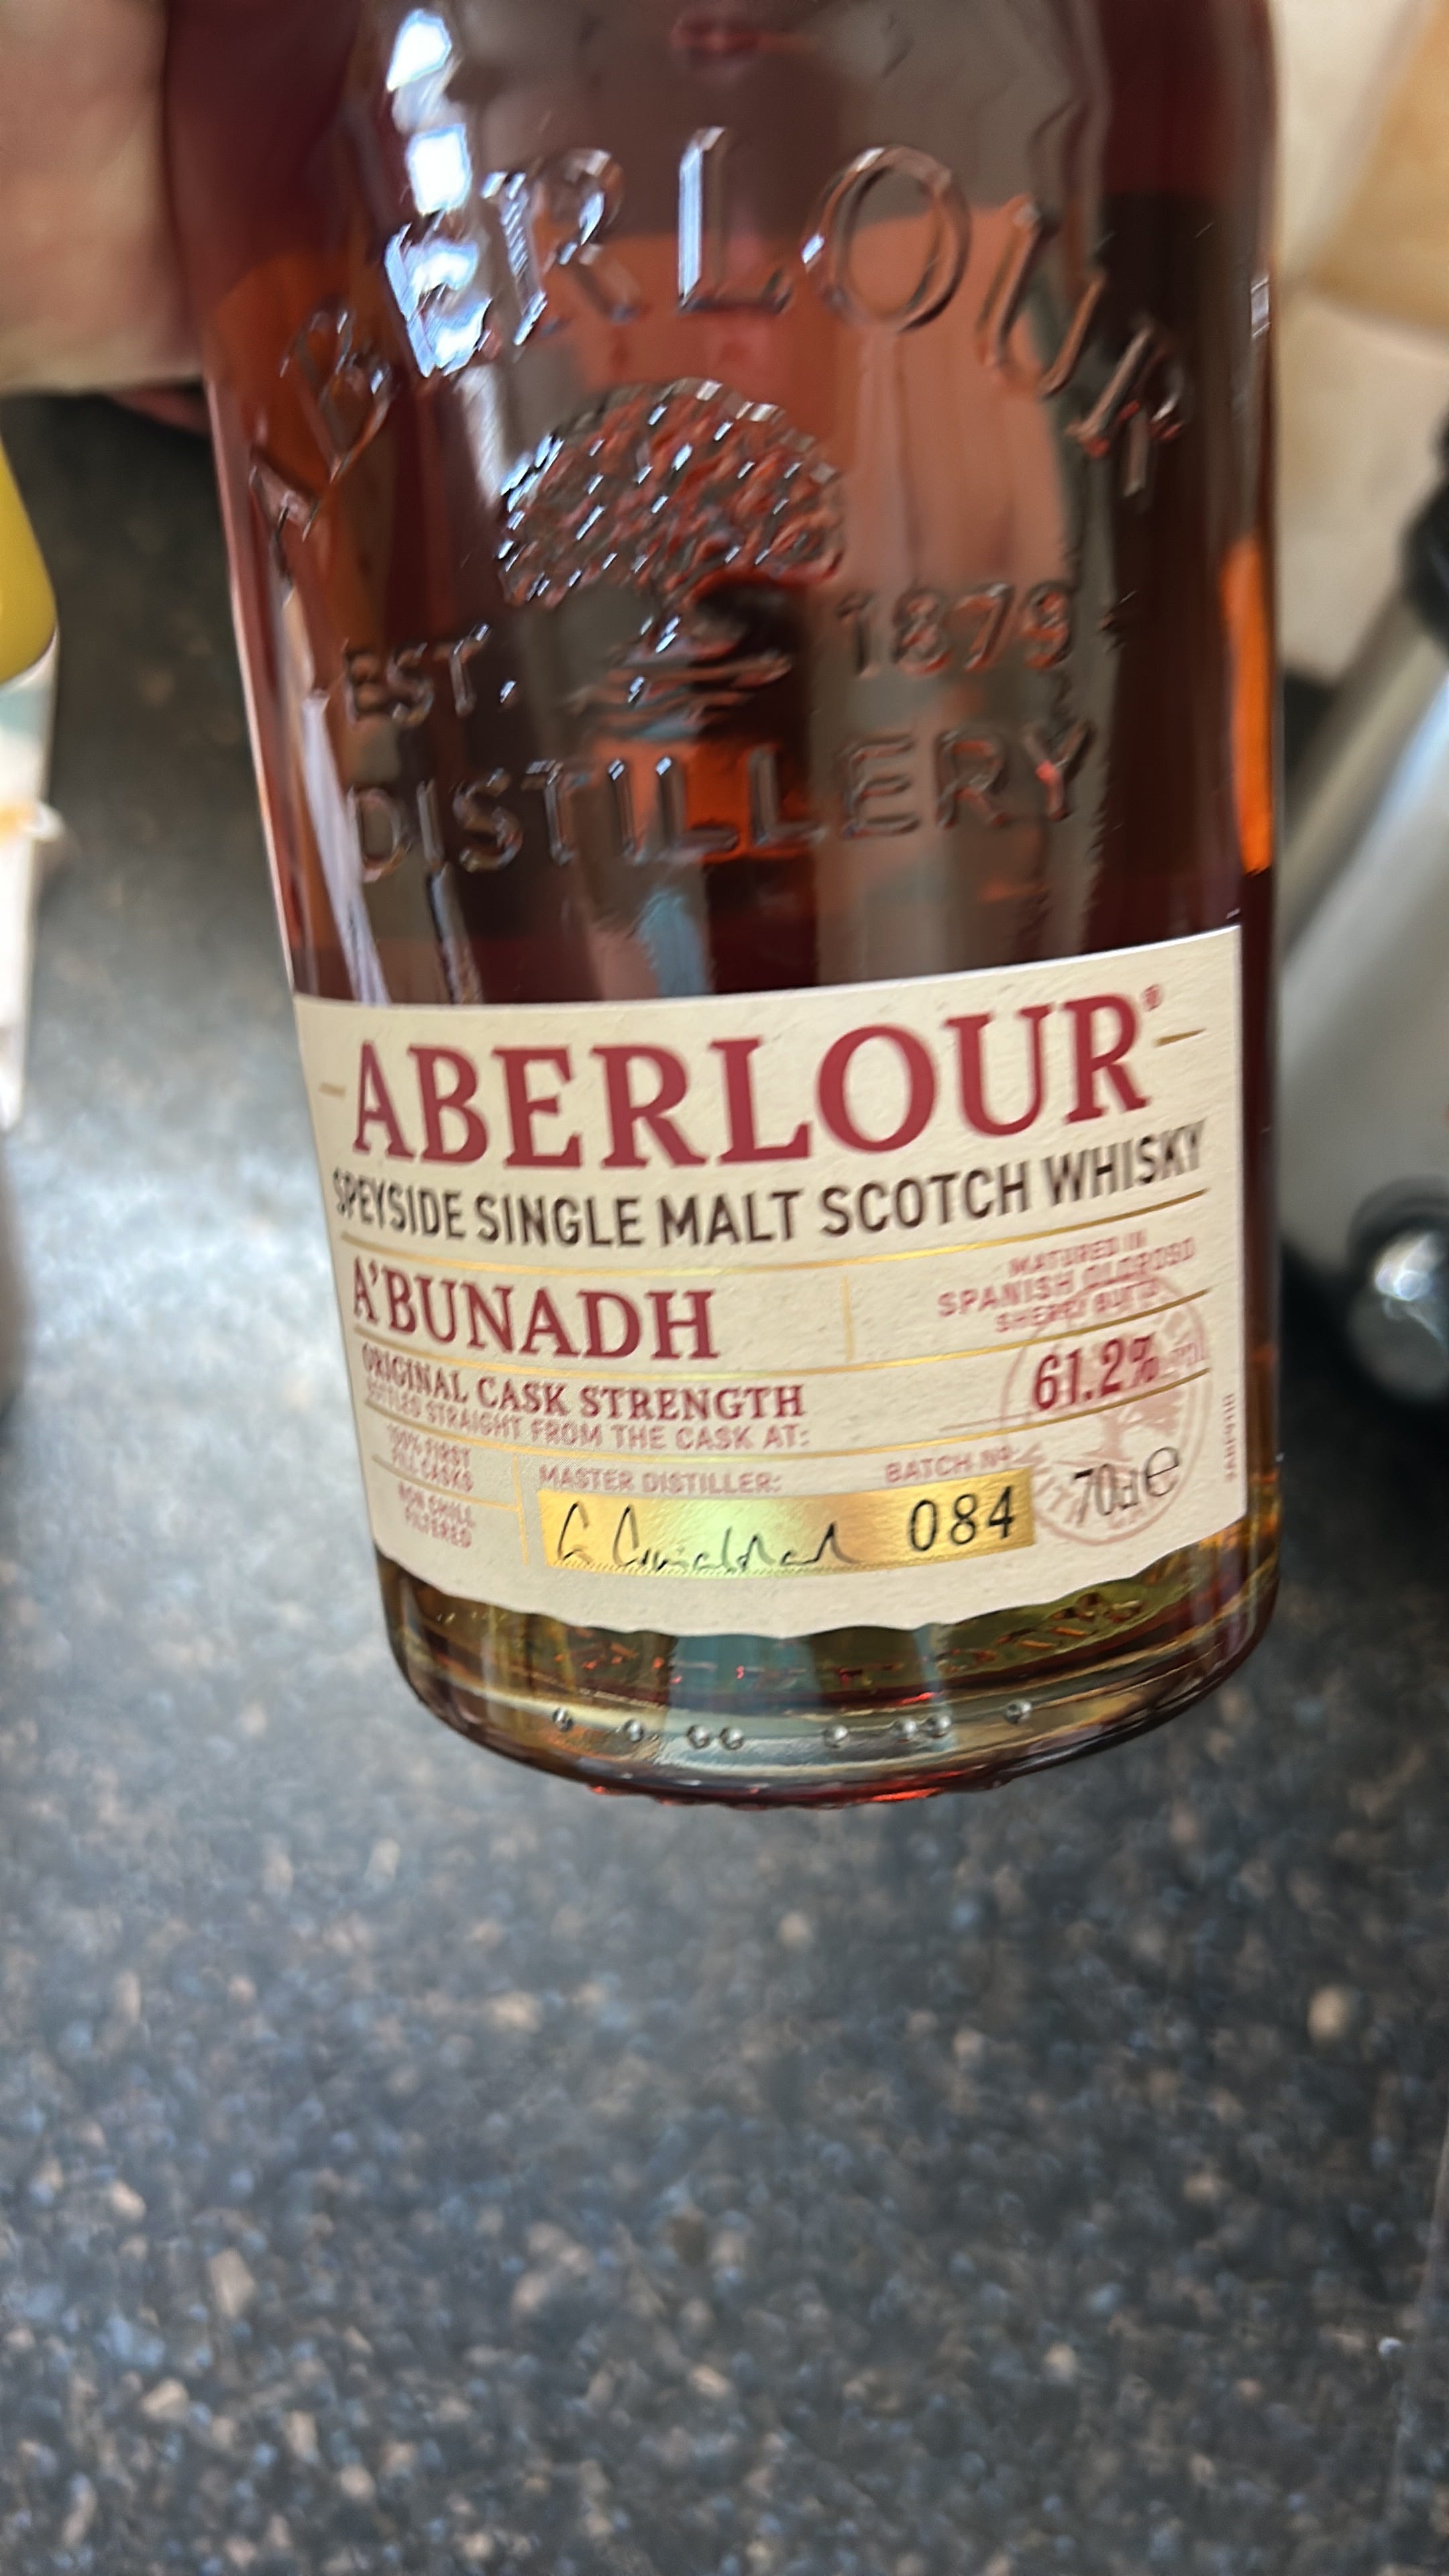 ABERLOUR
EST. 1879
DISTILLERY
ABERLOUR®
SPEYSIDE SINGLE MALT SCOTCH WHISKY
A'BUNADH
MATURED IN
SPANISH OLOROSO
SHERRY BUTTS
ORIGINAL CASK STRENGTH
BOTTLED STRAIGHT FROM THE CASK AT:
61.2%
100% FIRST
FILL CASKS
NON CHILL
FILTERED
MASTER DISTILLER:
BATCH Nº:
084
70cl e